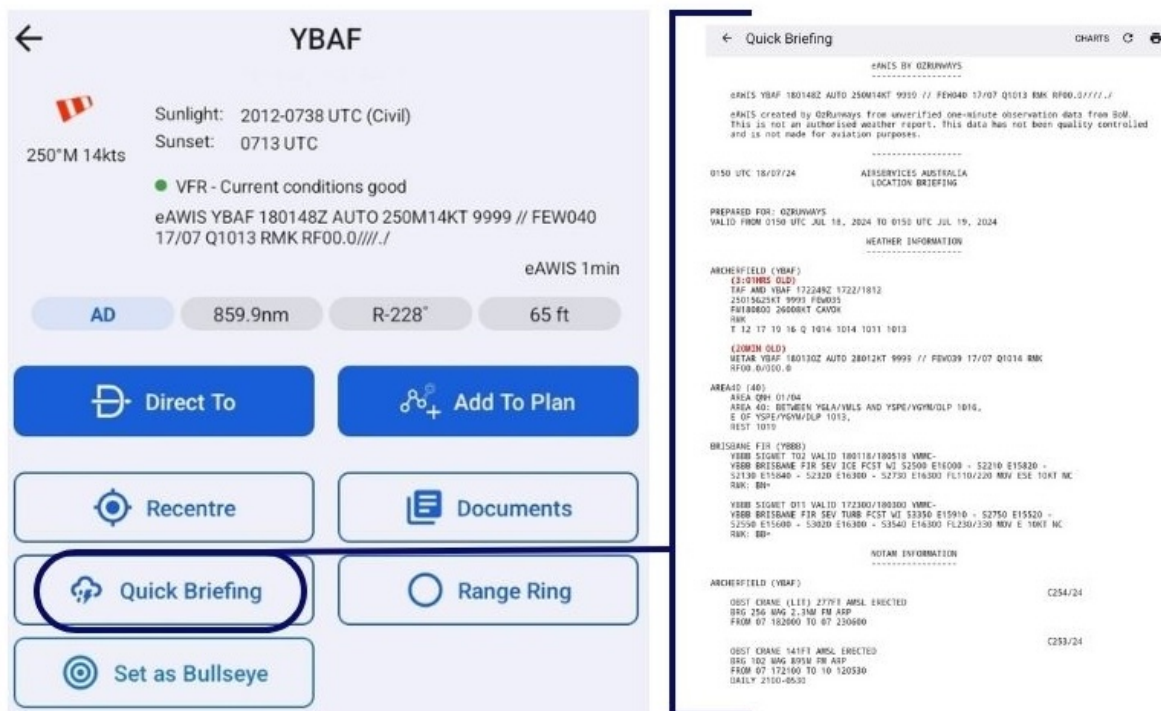 YBAF
250°M 14kts
Sunlight: 2012-0738 UTC (Civil)
Sunset: 0713 UTC
VFR - Current conditions good
eAWIS YBAF 180148Z AUTO 250M14KT 9999 // FEW040
17/07 Q1013 RMK RF00.0////./
eAWIS 1min
AD 859.9nm R-228° 65 ft
Direct To
Add To Plan
Recentre
Documents
Quick Briefing
Range Ring
Set as Bullseye
Quick Briefing
CHARTS
eAWIS BY OZRUNWAYS
------------------
eAWIS YBAF 180148Z AUTO 250M14KT 9999 // FEW040 17/07 Q1013 RMK RF00.0////./
eAWIS created by OzRunways from unverified one-minute observation data from BoM.
This is not an authorised weather report. This data has not been quality controlled
and is not made for aviation purposes.
------------------
0150 UTC 18/07/24 AIRSERVICES AUSTRALIA
LOCATION BRIEFING
PREPARED FOR: OZRUNWAYS
VALID FROM 0150 UTC JUL 18, 2024 TO 0150 UTC JUL 19, 2024
WEATHER INFORMATION
-------------------
ARCHERFIELD (YBAF)
(3:01HRS OLD)
TAF AMD YBAF 172249Z 1722/1812
25015G25KT 9999 FEW035
FM180800 26008KT CAVOK
RMK
T 12 17 19 16 Q 1014 1014 1011 1013
(20MIN OLD)
METAR YBAF 180130Z AUTO 28012KT 9999 // FEW039 17/07 Q1014 RMK
RF00.0/000.0
AREA40 (40)
AREA QNH 01/04
AREA 40: BETWEEN YGLA/VMLS AND YSPE/YGYM/DLP 1016,
E OF YSPE/YGYM/DLP 1013,
REST 1019
BRISBANE FIR (YBBB)
YBBB SIGMET T02 VALID 180118/180518 YMMC-
YBBB BRISBANE FIR SEV ICE FCST WI S2500 E16000 - S2210 E15820 -
S2130 E15840 - S2320 E16300 - S2730 E16300 FL110/220 MOV ESE 10KT NC
RMK: BN=
YBBB SIGMET O11 VALID 172300/180300 YMMC-
YBBB BRISBANE FIR SEV TURB FCST WI S3350 E15910 - S2750 E15520 -
S2550 E15600 - S3020 E16300 - S3540 E16300 FL230/330 MOV E 10KT NC
RMK: BB=
NOTAM INFORMATION
-----------------
ARCHERFIELD (YBAF)
C254/24
OBST CRANE (LIT) 277FT AMSL ERECTED
BRG 256 MAG 2.3NM FM ARP
FROM 07 182000 TO 07 230600
C253/24
OBST CRANE 141FT AMSL ERECTED
BRG 102 MAG 895M FM ARP
FROM 07 172100 TO 10 120530
DAILY 2100-0530